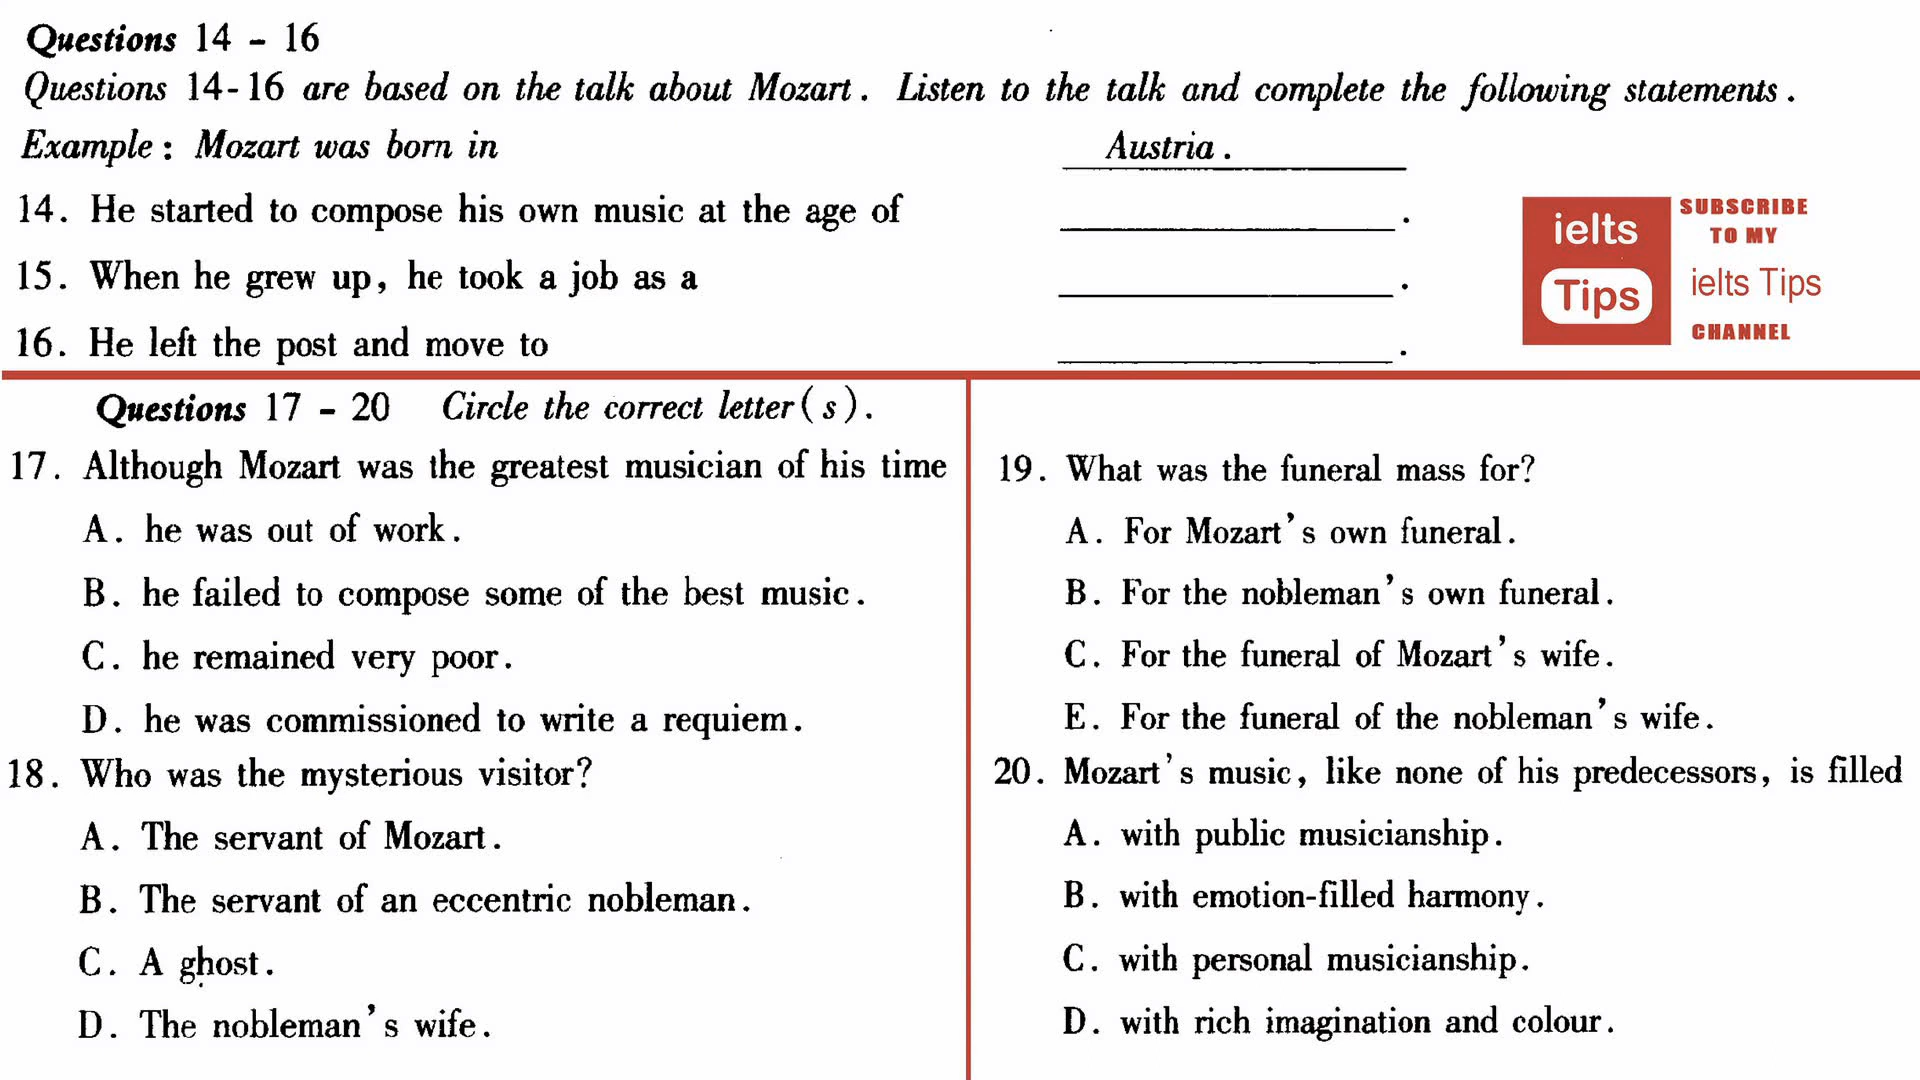 Questions 14 - 16
Questions 14-16 are based on the talk about Mozart. Listen to the talk and complete the following statements.
Example: Mozart was born in Austria.
14. He started to compose his own music at the age of .
15. When he grew up, he took a job as a .
16. He left the post and move to .
ielts
Tips
SUBSCRIBE
TO MY
ielts Tips
CHANNEL
Questions 17 - 20 Circle the correct letter(s).
17. Although Mozart was the greatest musician of his time
A. he was out of work.
B. he failed to compose some of the best music.
C. he remained very poor.
D. he was commissioned to write a requiem.
18. Who was the mysterious visitor?
A. The servant of Mozart.
B. The servant of an eccentric nobleman.
C. A ghost.
D. The nobleman's wife.
19. What was the funeral mass for?
A. For Mozart's own funeral.
B. For the nobleman's own funeral.
C. For the funeral of Mozart's wife.
E. For the funeral of the nobleman's wife.
20. Mozart's music, like none of his predecessors, is filled
A. with public musicianship.
B. with emotion-filled harmony.
C. with personal musicianship.
D. with rich imagination and colour.